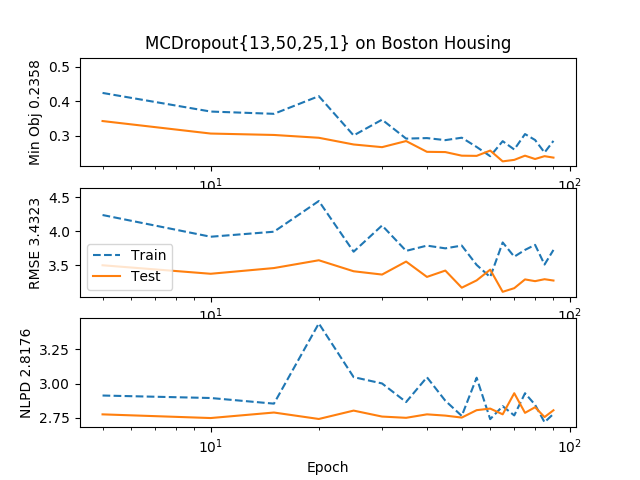 MCDropout{13,50,25,1} on Boston Housing
Min Obj 0.2358
0.5
0.4
0.3
10¹
10²
RMSE 3.4323
4.5
4.0
3.5
Train
Test
10¹
10²
NLPD 2.8176
3.25
3.00
2.75
10¹
10²
Epoch